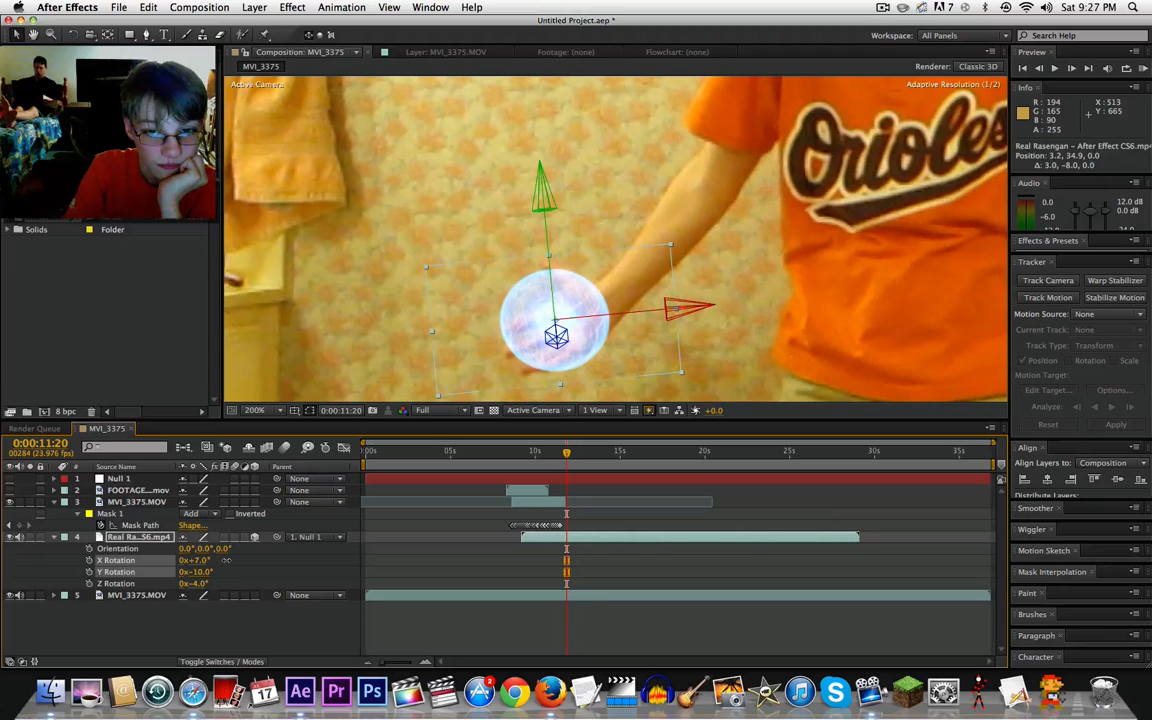 After Effects File Edit Composition Layer Effect Animation View Window Help 7 Sat 9:27 PM
Untitled Project.aep *
Workspace: All Panels Search Help
Composition: MVI_3375 Layer: MVI_3375.MOV Footage: (none) Flowchart: (none)
MVI_3375 Renderer: Classic 3D
Active Camera Adaptive Resolution (1/2)
Orioles
Solids Folder
8 bpc
200% 0:00:11:20 Full Active Camera 1 View +0.0
Preview
Info
R : 194 X : 513
G : 165 Y : 665
B : 90
A : 255
Real Rasengan - After Effect CS6.mp4
Position: 3.2, 34.9, 0.0
Δ: 3.0, -8.0, 0.0
Audio
0.0 12.0 dB
-6.0 0.0 dB
Effects & Presets
Tracker
Track Camera Warp Stabilizer
Track Motion Stabilize Motion
Motion Source: None
Current Track: None
Track Type: Transform
Position Rotation Scale
Motion Target:
Edit Target... Options...
Analyze:
Reset Apply
Align
Align Layers to: Composition
Distribute Layers:
Smoother
Wiggler
Motion Sketch
Mask Interpolation
Paint
Brushes
Paragraph
Character
Render Queue MVI_3375
0:00:11:20
00284 (23.976 fps)
# Source Name Parent
:00s 05s 10s 15s 20s 25s 30s 35s
1 Null 1 None
2 FOOTAGE....mov None
3 MVI_3375.MOV None
Mask 1 Add Inverted
Mask Path Shape...
4 Real Ra...S6.mp4 1. Null 1
Orientation 0.0°,0.0°,0.0°
X Rotation 0x+7.0°
Y Rotation 0x-10.0°
Z Rotation 0x-4.0°
5 MVI_3375.MOV None
Toggle Switches / Modes
17 Ae Pr Ps